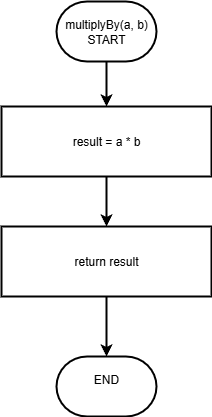 multiplyBy(a, b)
START
result = a * b
return result
END